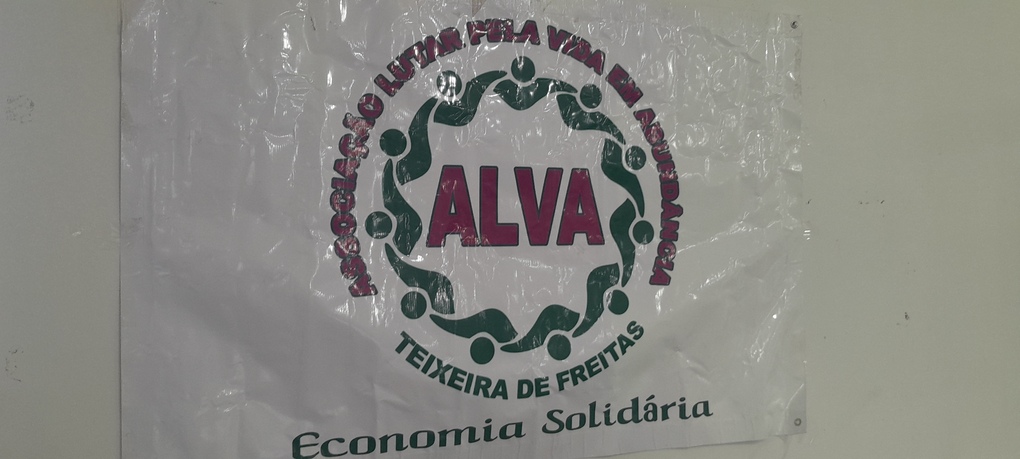 ASSOCIAÇÃO LUTAR PELA VIDA EM ABUNDÂNCIA
ALVA
TEIXEIRA DE FREITAS
Economia Solidária